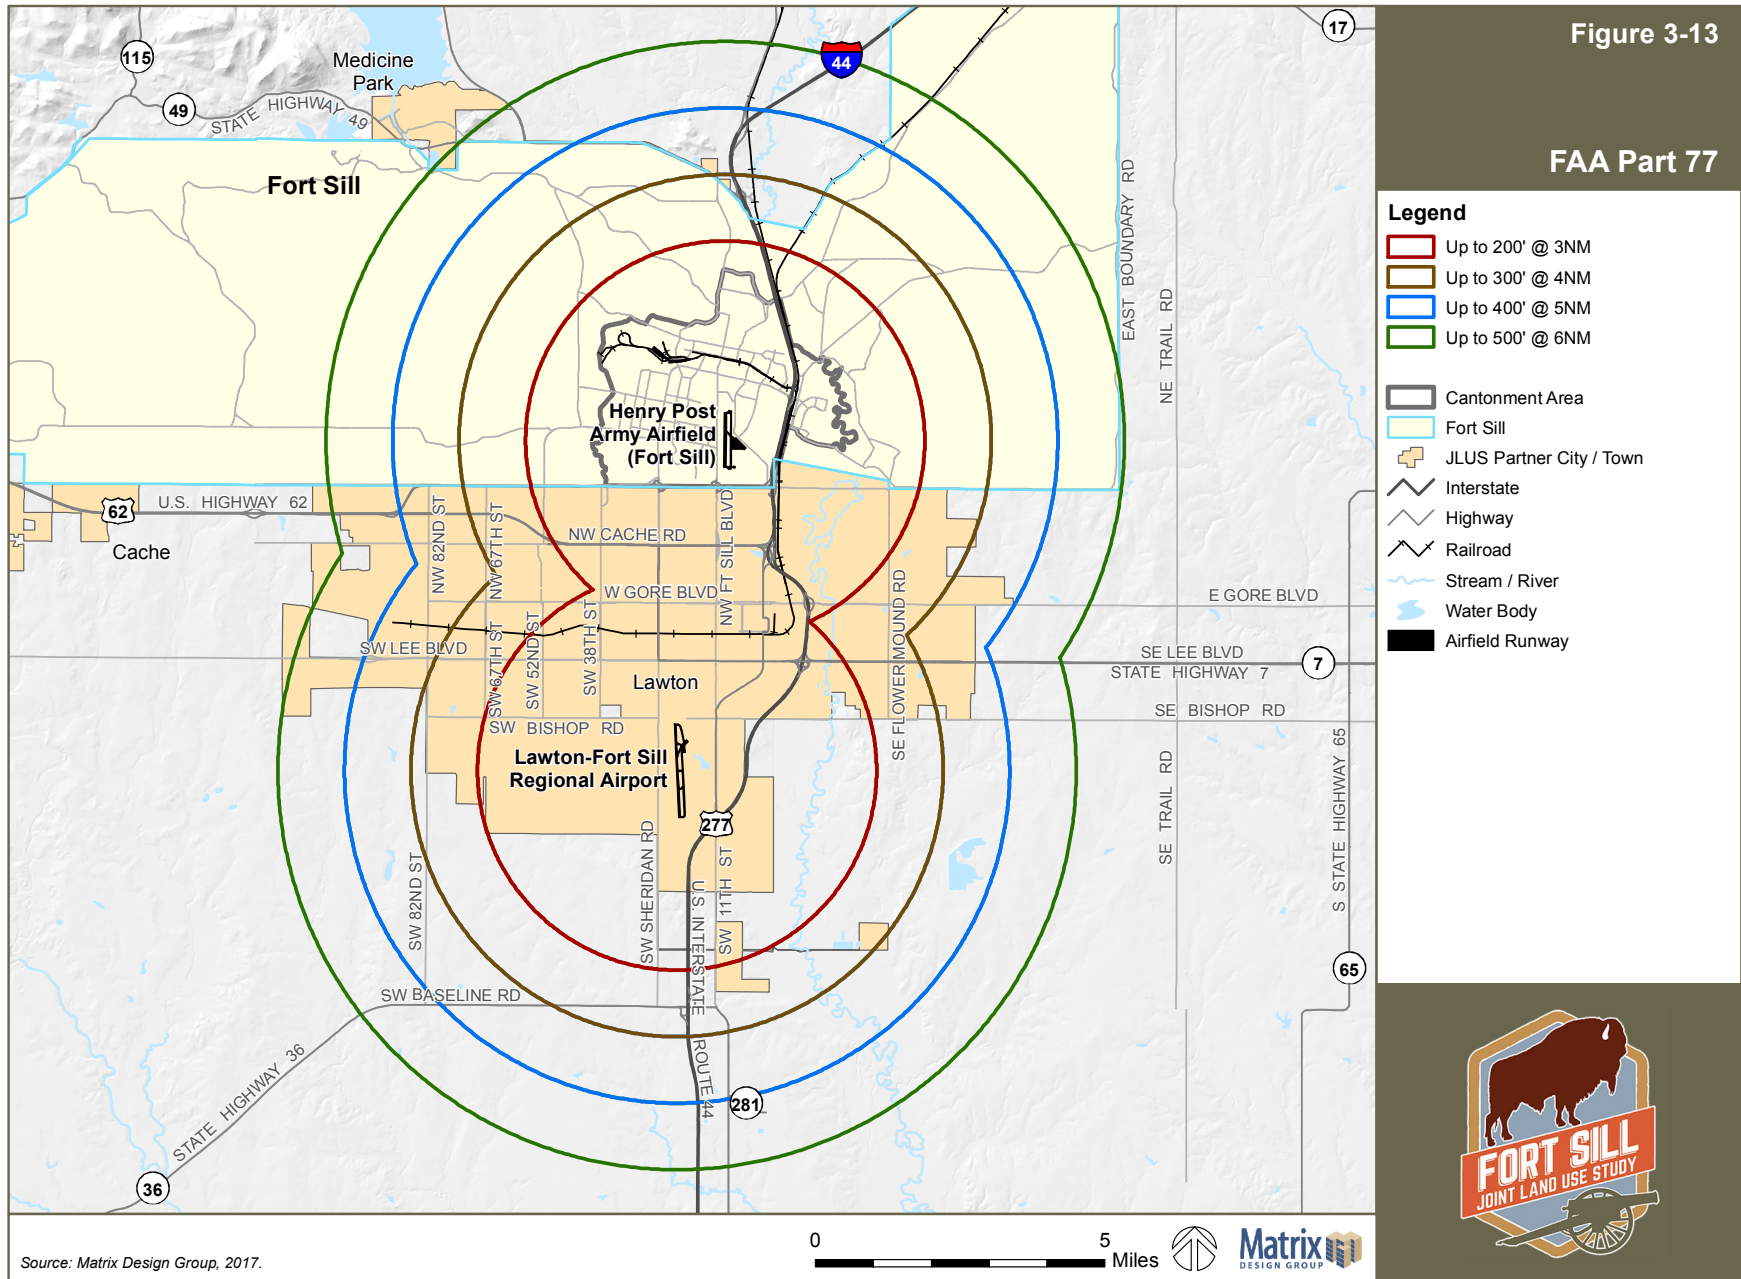 Figure 3-13
FAA Part 77
Legend
Up to 200' @ 3NM
Up to 300' @ 4NM
Up to 400' @ 5NM
Up to 500' @ 6NM
Cantonment Area
Fort Sill
JLUS Partner City / Town
Interstate
Highway
Railroad
Stream / River
Water Body
Airfield Runway
115
Medicine
Park
44
17
49
STATE HIGHWAY 49
Fort Sill
EAST BOUNDARY RD
NE TRAIL RD
Henry Post
Army Airfield
(Fort Sill)
62
U.S. HIGHWAY 62
Cache
NW 82ND ST
NW 67TH ST
NW CACHE RD
NW FT SILL BLVD
W GORE BLVD
E GORE BLVD
SW LEE BLVD
SW 67TH ST
SW 52ND ST
SW 38TH ST
SE FLOWER MOUND RD
SE LEE BLVD
STATE HIGHWAY 7
7
Lawton
SW BISHOP RD
SE BISHOP RD
Lawton-Fort Sill
Regional Airport
277
SE TRAIL RD
S STATE HIGHWAY 65
SW 82ND ST
SW SHERIDAN RD
SW 11TH ST
U.S. INTERSTATE ROUTE 44
65
SW BASELINE RD
STATE HIGHWAY 36
281
36
FORT SILL
JOINT LAND USE STUDY
Source: Matrix Design Group, 2017.
0 5
Miles
Matrix
DESIGN GROUP